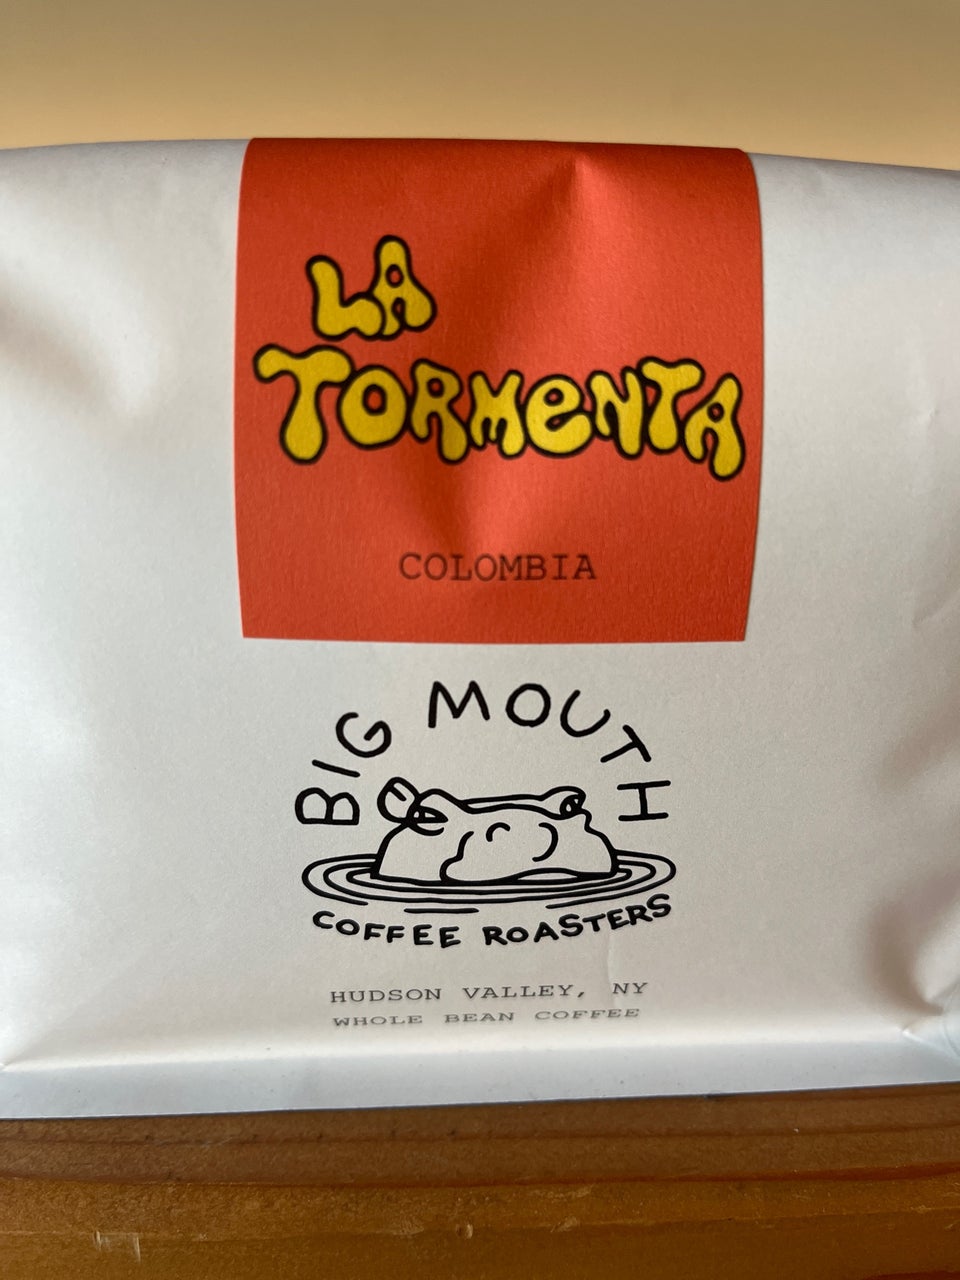 LA
TORMENTA
COLOMBIA
BIG MOUTH
COFFEE ROASTERS
HUDSON VALLEY, NY
WHOLE BEAN COFFEE